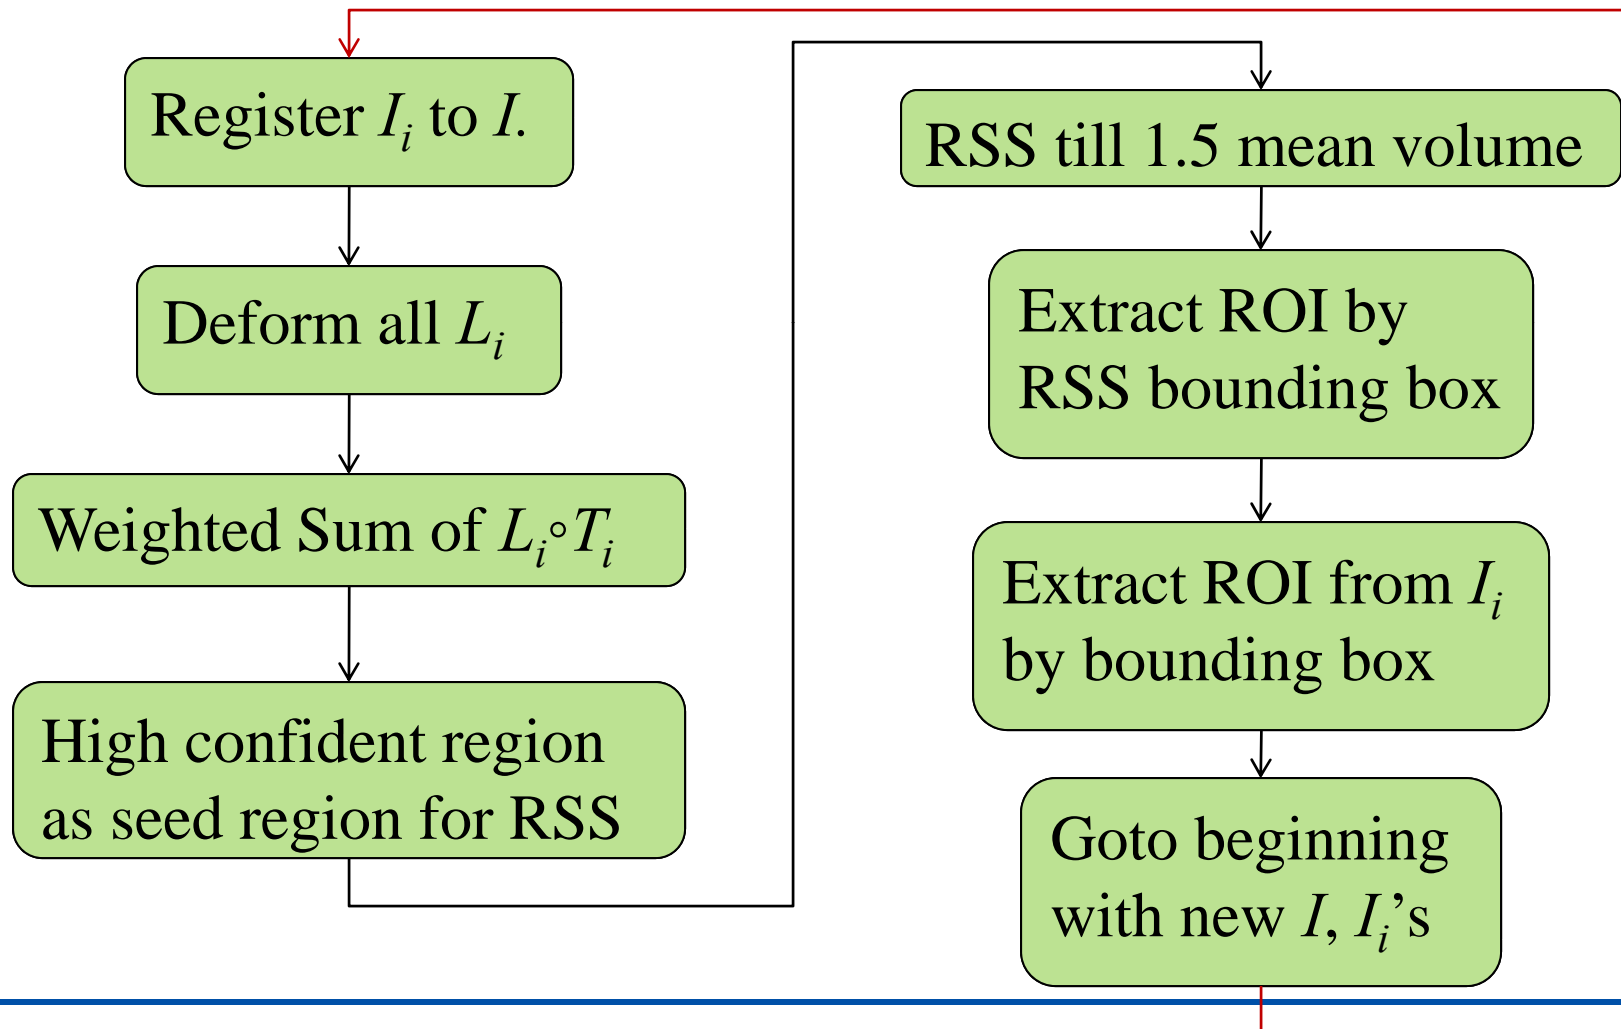 Register Iᵢ to I.
Deform all Lᵢ
Weighted Sum of Lᵢ∘Tᵢ
High confident region
as seed region for RSS
RSS till 1.5 mean volume
Extract ROI by
RSS bounding box
Extract ROI from Iᵢ
by bounding box
Goto beginning
with new I, Iᵢ’s